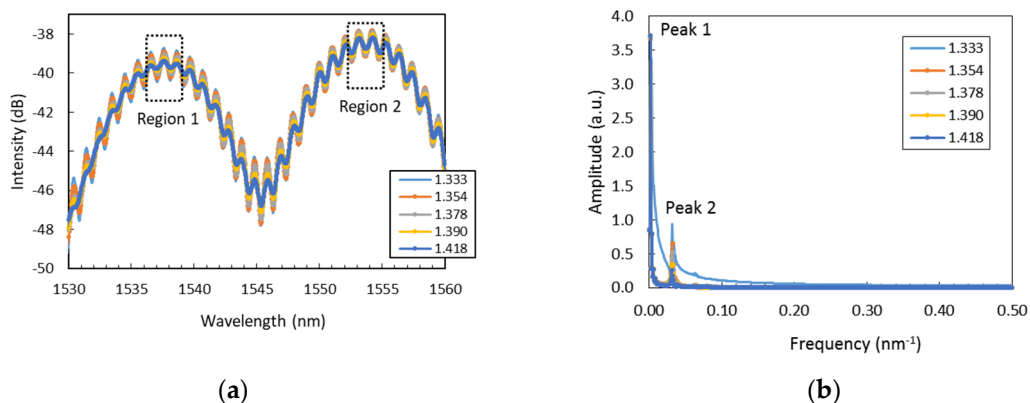 -36
-38
-40
-42
-44
-46
-48
-50
Intensity (dB)
Region 1
Region 2
1.333
1.354
1.378
1.390
1.418
1530 1535 1540 1545 1550 1555 1560
Wavelength (nm)
(a)
4.0
3.5
3.0
2.5
2.0
1.5
1.0
0.5
0.0
Amplitude (a.u.)
Peak 1
Peak 2
1.333
1.354
1.378
1.390
1.418
0.00 0.10 0.20 0.30 0.40 0.50
Frequency (nm⁻¹)
(b)